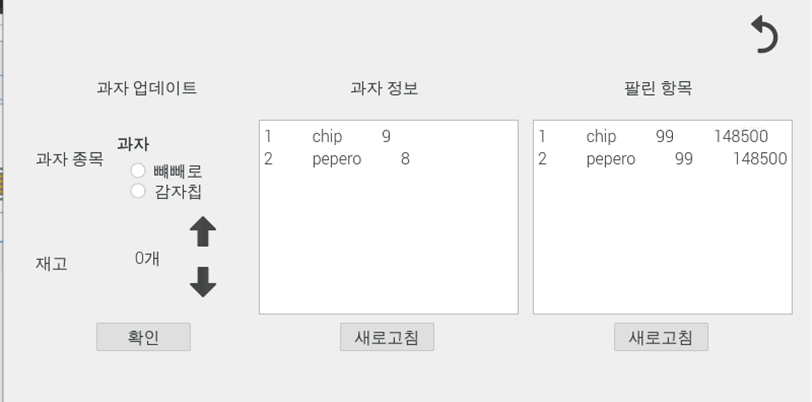 과자 업데이트
과자 정보
팔린 항목
과자
과자 종목
뺴빼로
감자칩
재고
0개
확인
1 chip 9
2 pepero 8
새로고침
1 chip 99 148500
2 pepero 99 148500
새로고침